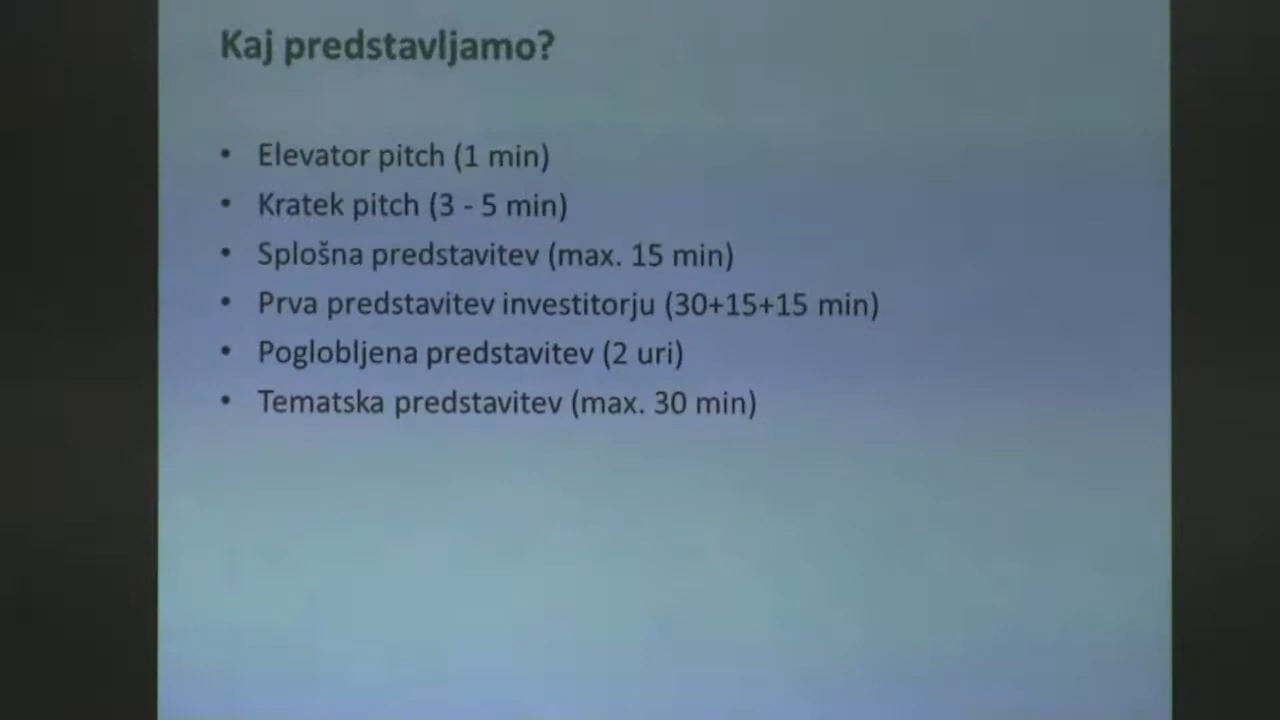 Kaj predstavljamo?
• Elevator pitch (1 min)
• Kratek pitch (3 - 5 min)
• Splošna predstavitev (max. 15 min)
• Prva predstavitev investitorju (30+15+15 min)
• Poglobljena predstavitev (2 uri)
• Tematska predstavitev (max. 30 min)